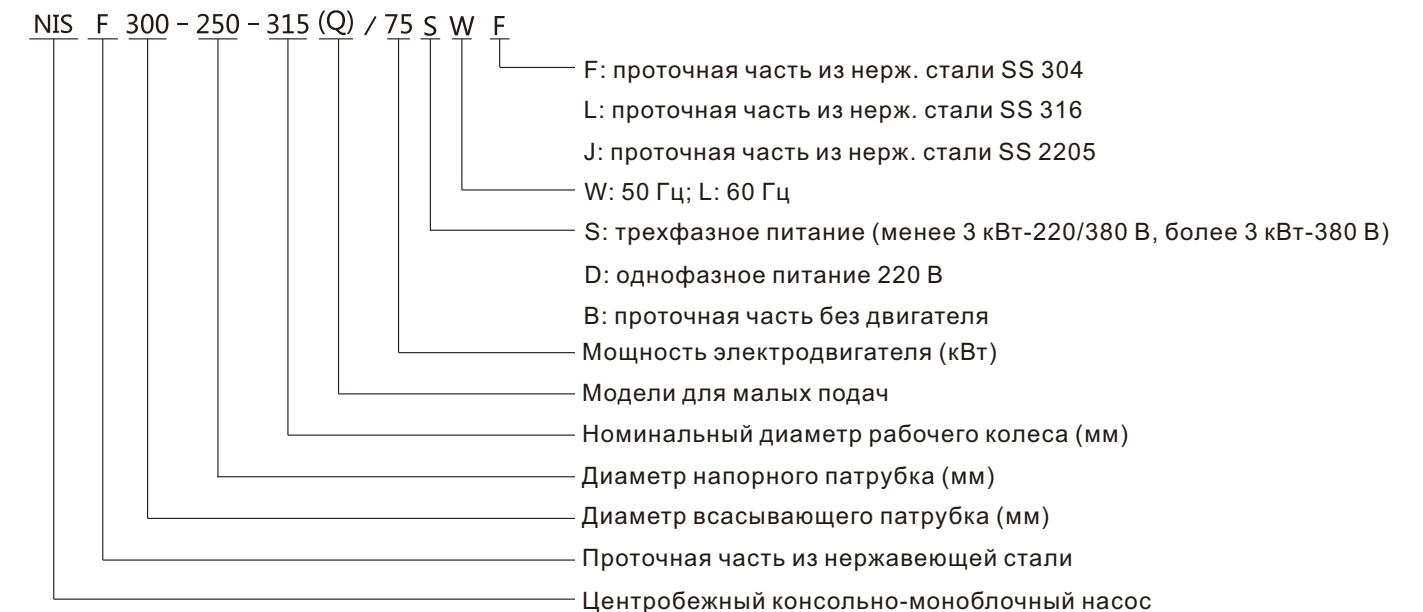 NIS F 300 - 250 - 315 (Q) / 75 S W F
F: проточная часть из нерж. стали SS 304
L: проточная часть из нерж. стали SS 316
J: проточная часть из нерж. стали SS 2205
W: 50 Гц; L: 60 Гц
S: трехфазное питание (менее 3 кВт-220/380 В, более 3 кВт-380 В)
D: однофазное питание 220 В
B: проточная часть без двигателя
Мощность электродвигателя (кВт)
Модели для малых подач
Номинальный диаметр рабочего колеса (мм)
Диаметр напорного патрубка (мм)
Диаметр всасывающего патрубка (мм)
Проточная часть из нержавеющей стали
Центробежный консольно-моноблочный насос